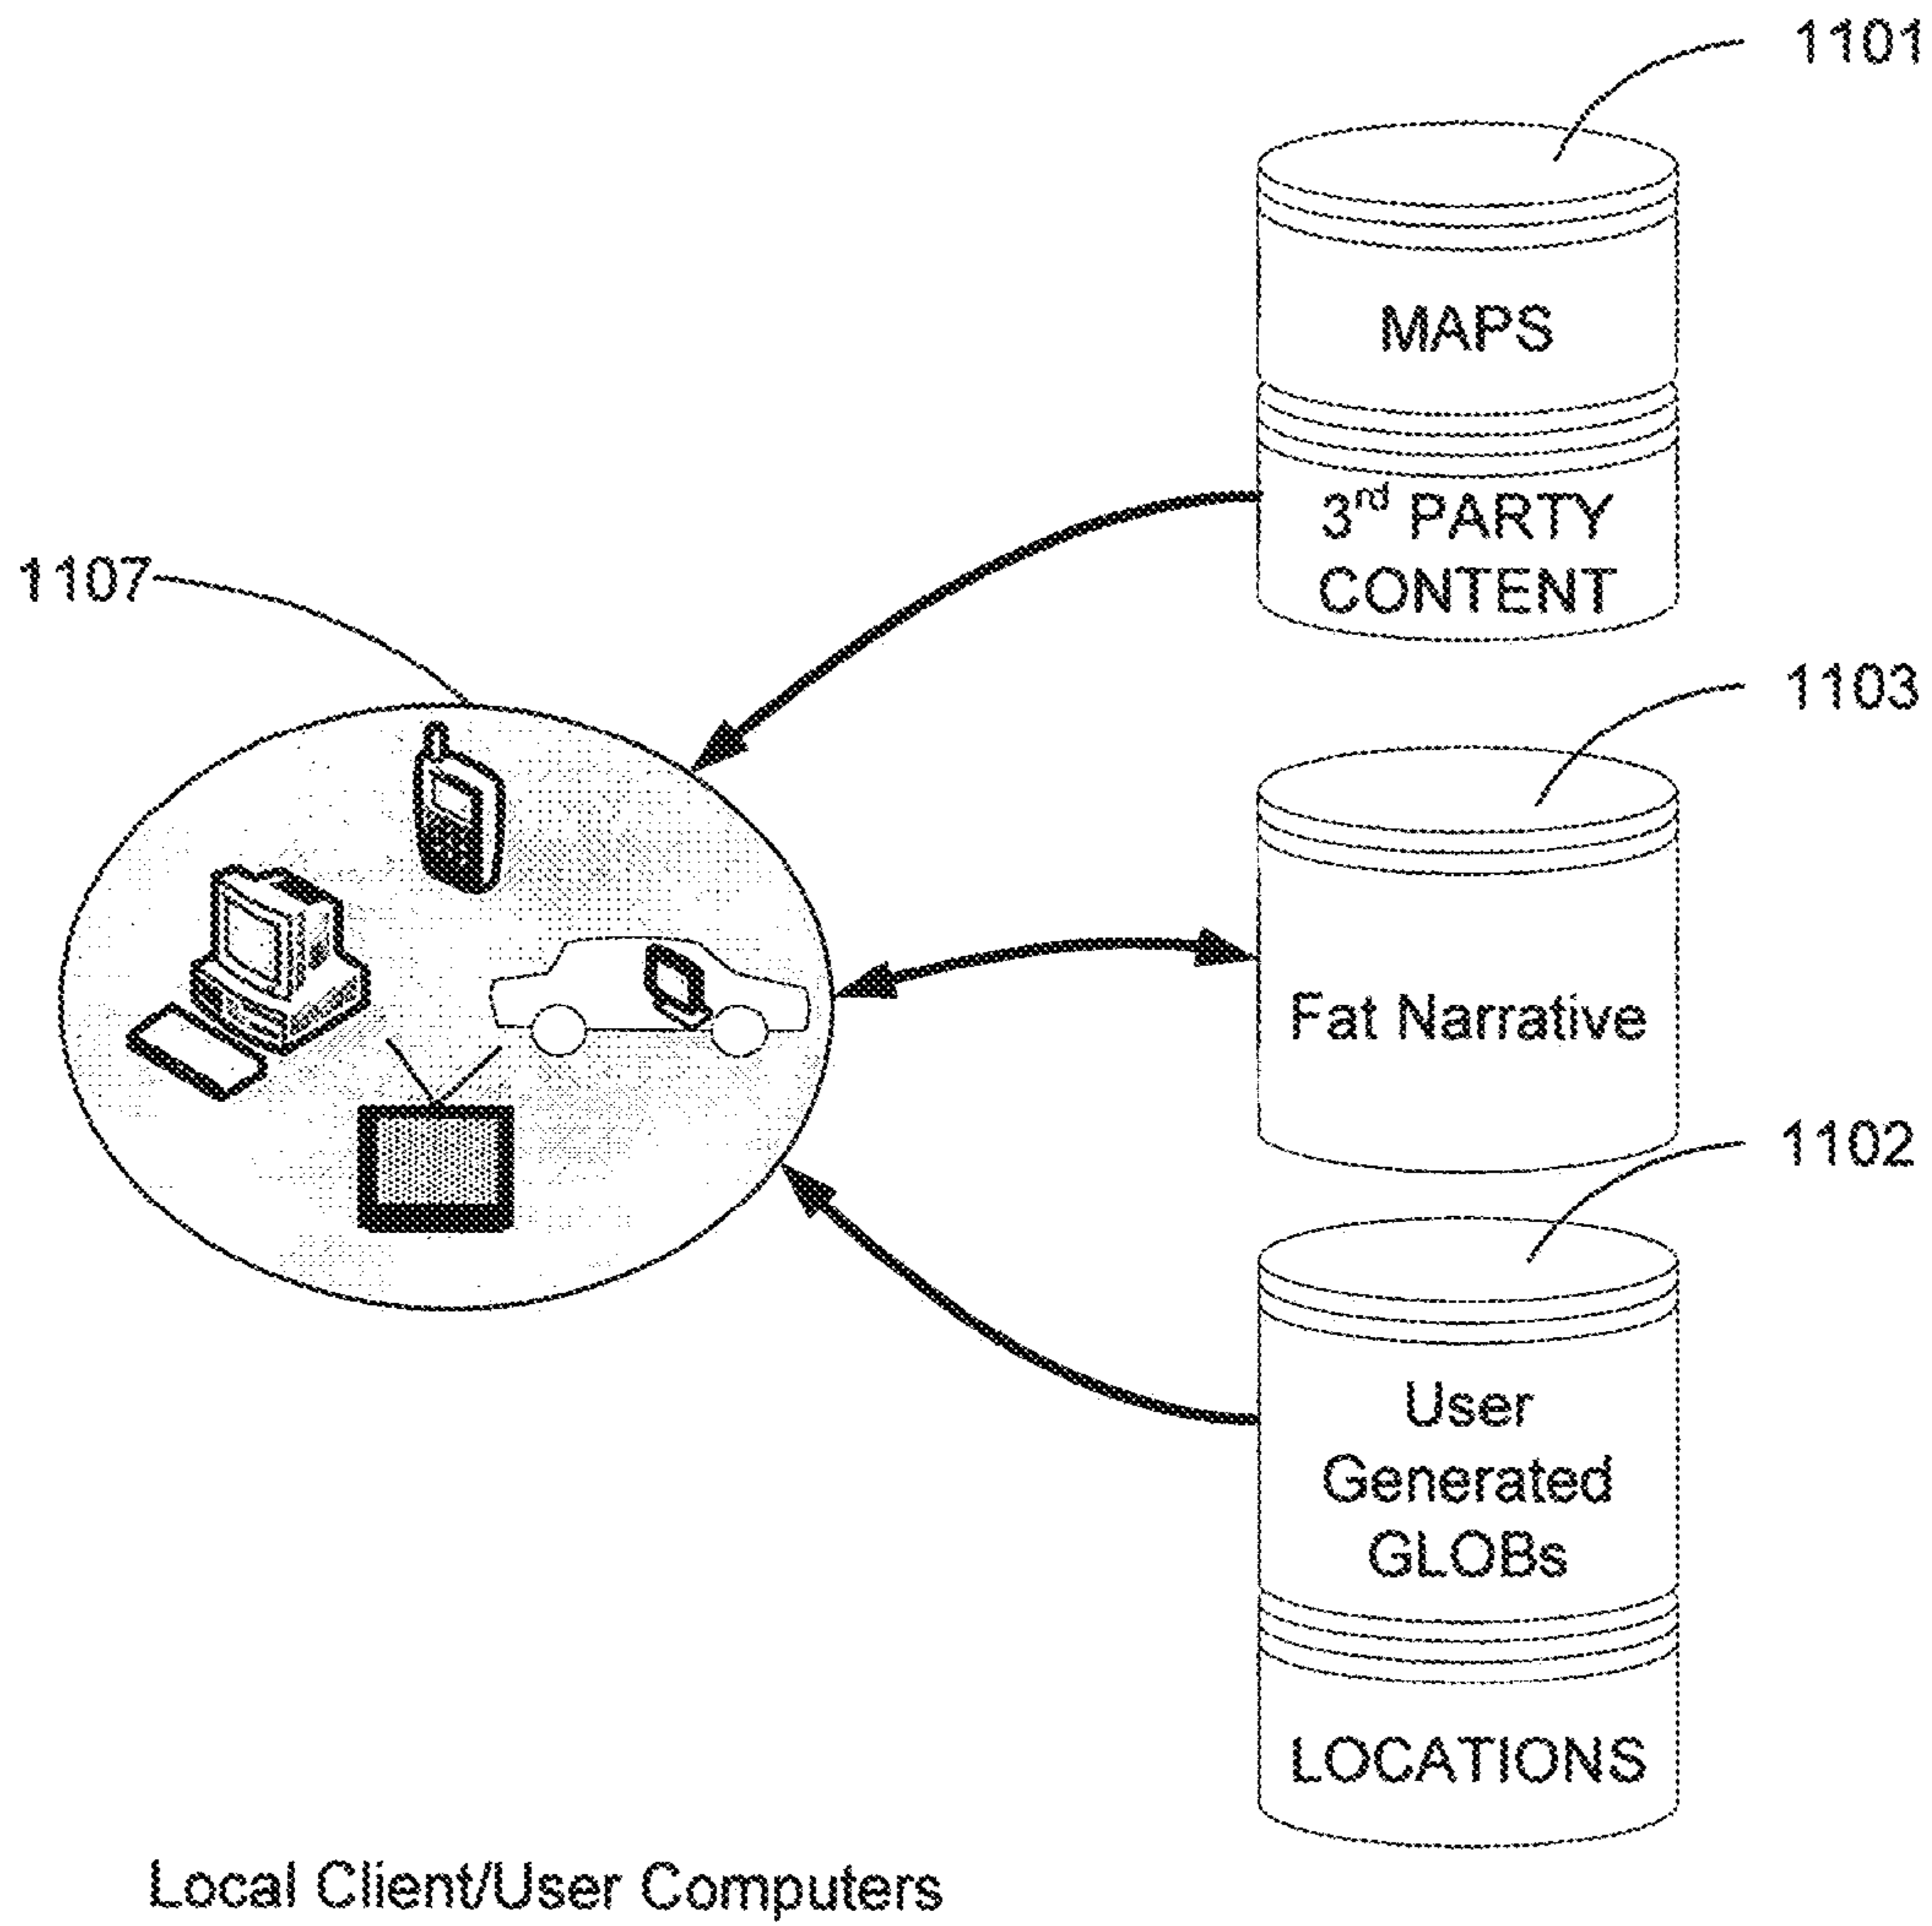 1101
MAPS
3rd PARTY
CONTENT
1107
1103
Fat Narrative
1102
User
Generated
GLOBs
LOCATIONS
Local Client/User Computers